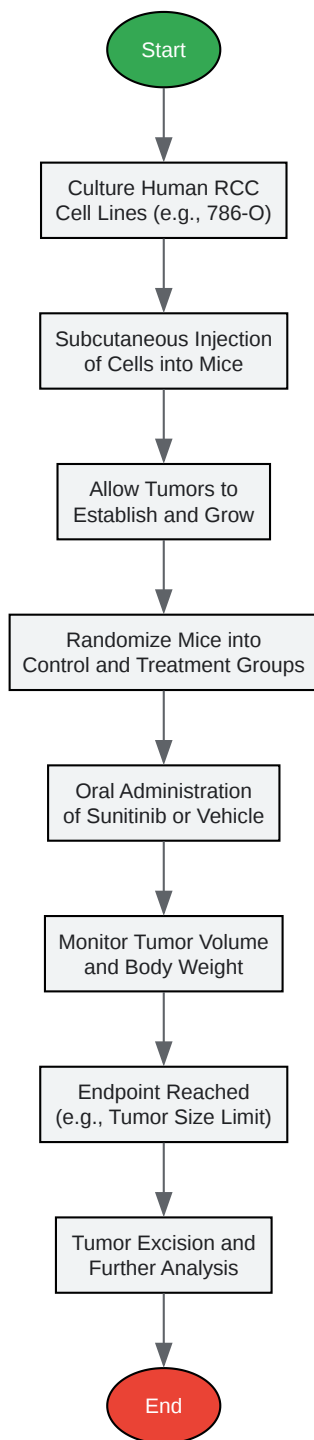 Start
Culture Human RCC
Cell Lines (e.g., 786-O)
Subcutaneous Injection
of Cells into Mice
Allow Tumors to
Establish and Grow
Randomize Mice into
Control and Treatment Groups
Oral Administration
of Sunitinib or Vehicle
Monitor Tumor Volume
and Body Weight
Endpoint Reached
(e.g., Tumor Size Limit)
Tumor Excision and
Further Analysis
End